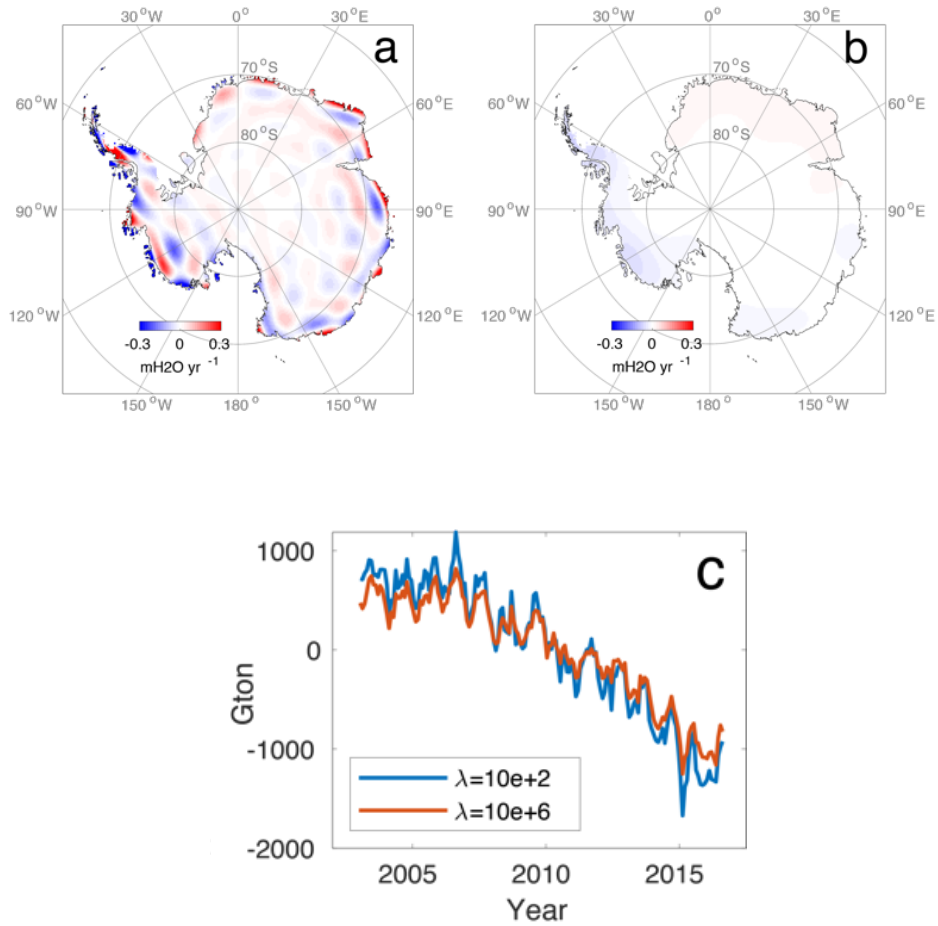 30°W 0° 30°E
a
60°W 70°S 60°E
80°S
90°W 90°E
120°W 120°E
-0.3 0 0.3
mH2O yr -1
150°W 180° 150°W
30°W 0° 30°E
b
60°W 70°S 60°E
80°S
90°W 90°E
120°W 120°E
-0.3 0 0.3
mH2O yr -1
150°W 180° 150°W
c
1000
0
-1000
-2000
Gton
λ=10e+2
λ=10e+6
2005 2010 2015
Year